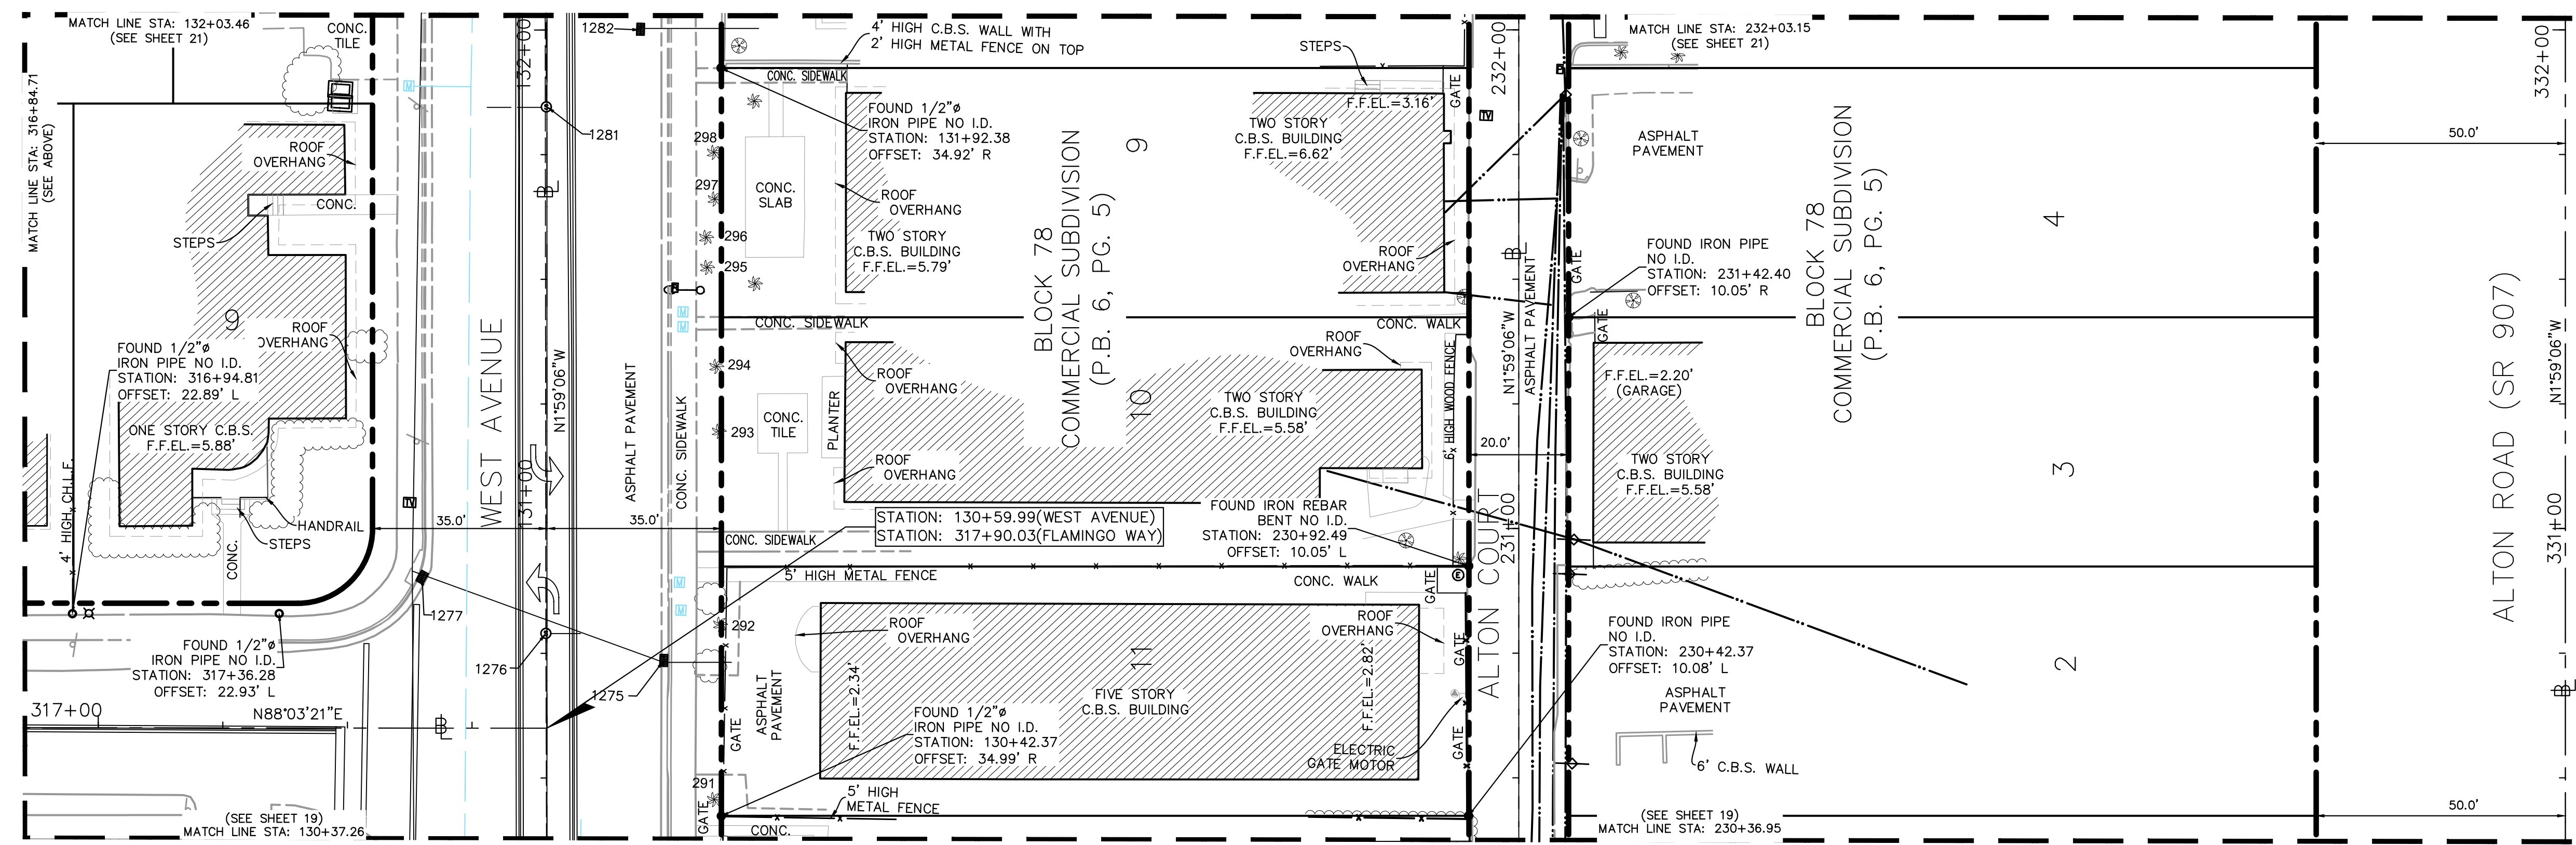 MATCH LINE STA: 132+03.46
(SEE SHEET 21)
CONC.
TILE
MATCH LINE STA: 316+84.71
(SEE ABOVE)
ROOF
OVERHANG
CONC.
STEPS
9
ROOF
OVERHANG
FOUND 1/2"ø
IRON PIPE NO I.D.
STATION: 316+94.81
OFFSET: 22.89' L
ONE STORY C.B.S.
F.F.EL.=5.88'
4' HIGH CH.L.F.
HANDRAIL
STEPS
CONC.
FOUND 1/2"ø
IRON PIPE NO I.D.
STATION: 317+36.28
OFFSET: 22.93' L
317+00
N88°03'21"E
BL
(SEE SHEET 19)
MATCH LINE STA: 130+37.26
M
TV
35.0'
WEST AVENUE
132+00
131+00
BL
N1°59'06"W
35.0'
1282
1281
1277
1276
1275
ASPHALT PAVEMENT
CONC. SIDEWALK
M
M
M
M
298
297
296
295
294
293
292
291
4' HIGH C.B.S. WALL WITH
2' HIGH METAL FENCE ON TOP
CONC. SIDEWALK
FOUND 1/2"ø
IRON PIPE NO I.D.
STATION: 131+92.38
OFFSET: 34.92' R
CONC.
SLAB
ROOF
OVERHANG
TWO STORY
C.B.S. BUILDING
F.F.EL.=5.79'
BLOCK 78
COMMERCIAL SUBDIVISION
(P.B. 6, PG. 5)
9
STEPS
F.F.EL.=3.16'
TWO STORY
C.B.S. BUILDING
F.F.EL.=6.62'
GATE
ROOF
OVERHANG
CONC. SIDEWALK
CONC. WALK
ROOF
OVERHANG
ROOF
OVERHANG
CONC.
TILE
PLANTER
ROOF
OVERHANG
10
TWO STORY
C.B.S. BUILDING
F.F.EL.=5.58'
6' HIGH WOOD FENCE
STATION: 130+59.99(WEST AVENUE)
STATION: 317+90.03(FLAMINGO WAY)
FOUND IRON REBAR
BENT NO I.D.
STATION: 230+92.49
OFFSET: 10.05' L
CONC. SIDEWALK
5' HIGH METAL FENCE
CONC. WALK
GATE
E
ROOF
OVERHANG
ROOF
OVERHANG
F.F.EL.=2.34'
F.F.EL.=2.82'
11
FIVE STORY
C.B.S. BUILDING
GATE
GATE
ASPHALT
PAVEMENT
GATE
FOUND 1/2"ø
IRON PIPE NO I.D.
STATION: 130+42.37
OFFSET: 34.99' R
ELECTRIC
GATE MOTOR
5' HIGH
METAL FENCE
GATE
CONC.
232+00
TV
BL
N1°59'06"W
ASPHALT PAVEMENT
20.0'
231+00
ALTON COURT
MATCH LINE STA: 232+03.15
(SEE SHEET 21)
ASPHALT
PAVEMENT
GATE
FOUND IRON PIPE
NO I.D.
STATION: 231+42.40
OFFSET: 10.05' R
GATE
BLOCK 78
COMMERCIAL SUBDIVISION
(P.B. 6, PG. 5)
4
F.F.EL.=2.20'
(GARAGE)
TWO STORY
C.B.S. BUILDING
F.F.EL.=5.58'
3
FOUND IRON PIPE
NO I.D.
STATION: 230+42.37
OFFSET: 10.08' L
2
ASPHALT
PAVEMENT
6' C.B.S. WALL
(SEE SHEET 19)
MATCH LINE STA: 230+36.95
332+00
50.0'
ALTON ROAD (SR 907)
N1°59'06"W
331+00
BL
50.0'